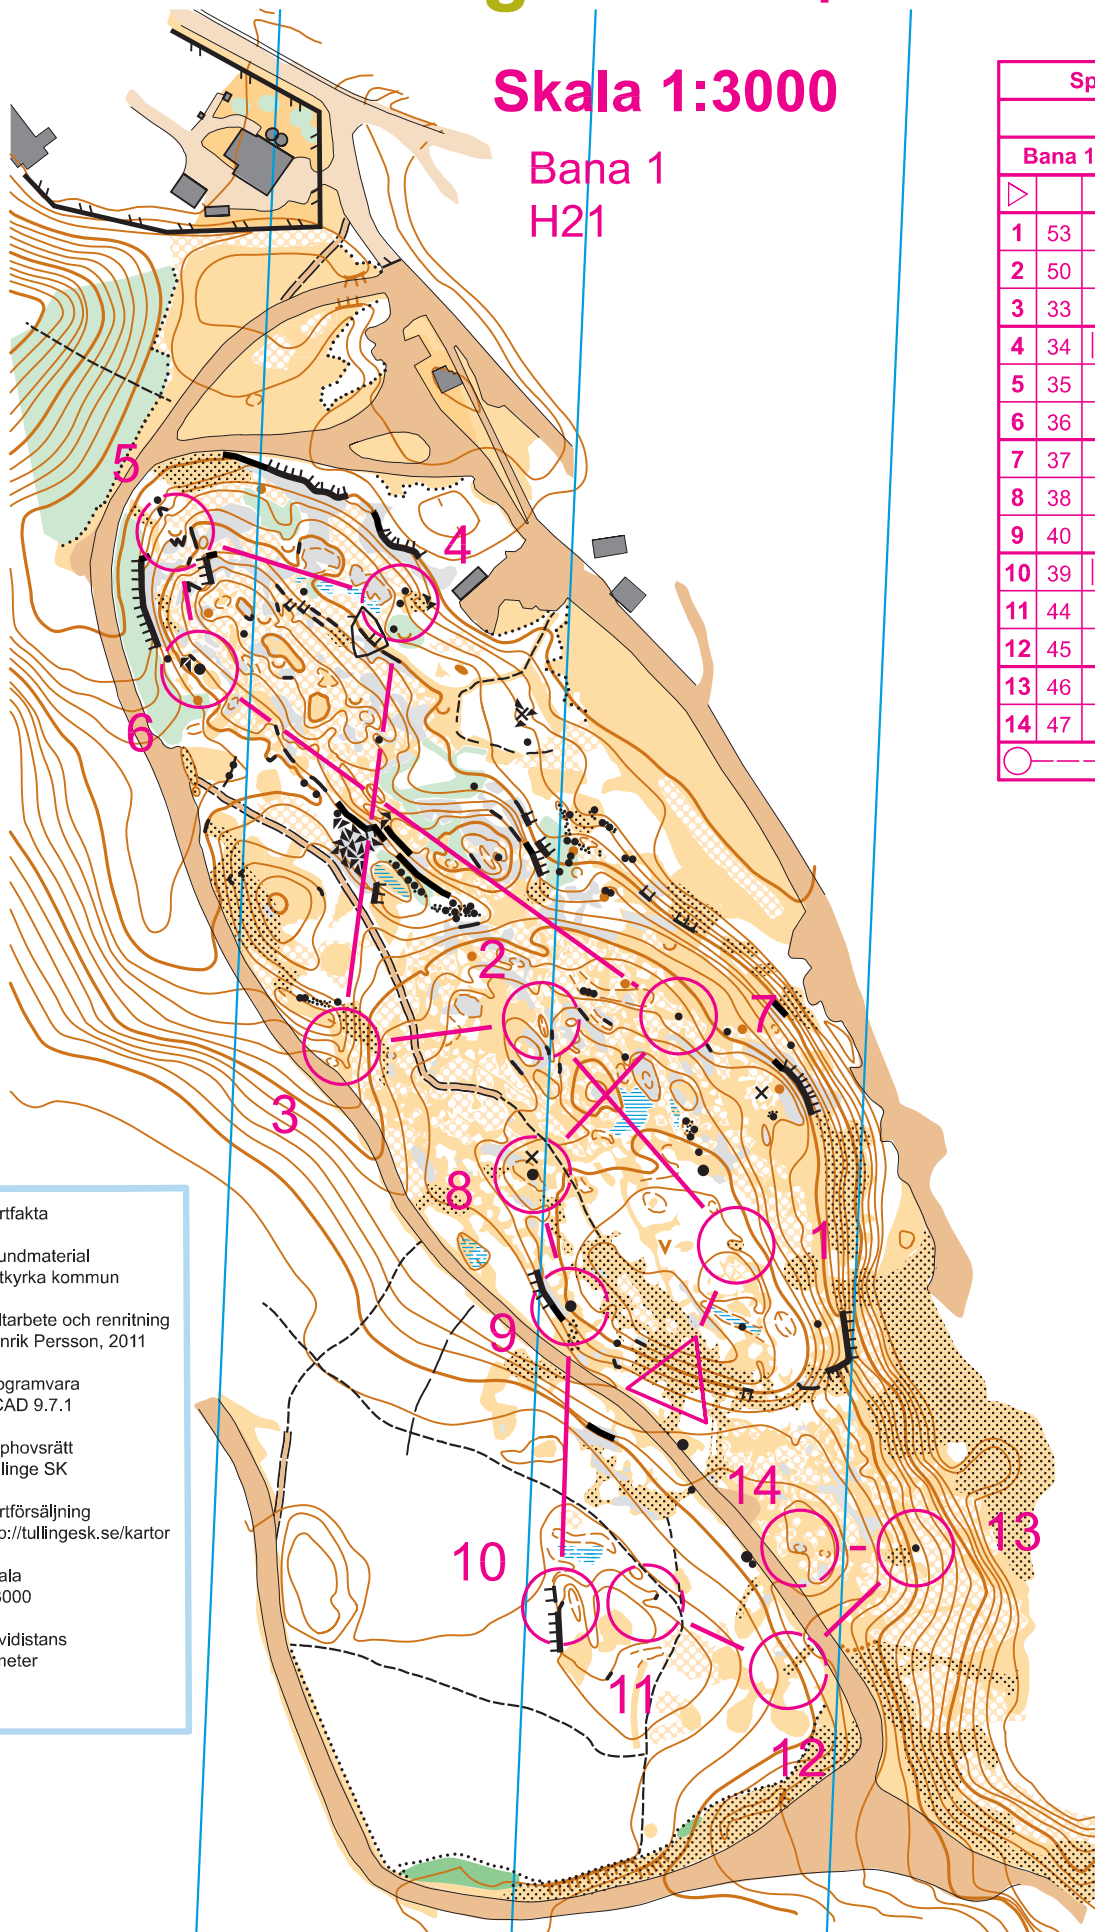 Skala 1:3000
Bana 1
H21
Sp
Bana 1
1 53
2 50
3 33
4 34
5 35
6 36
7 37
8 38
9 40
10 39
11 44
12 45
13 46
14 47
5
4
6
2
7
3
8
1
9
14
13
10
11
12
rtfakta
undmaterial
tkyrka kommun
ltarbete och renritning
nrik Persson, 2011
ogramvara
CAD 9.7.1
phovsrätt
linge SK
rtförsäljning
p://tullingesk.se/kartor
ala
3000
vidistans
meter